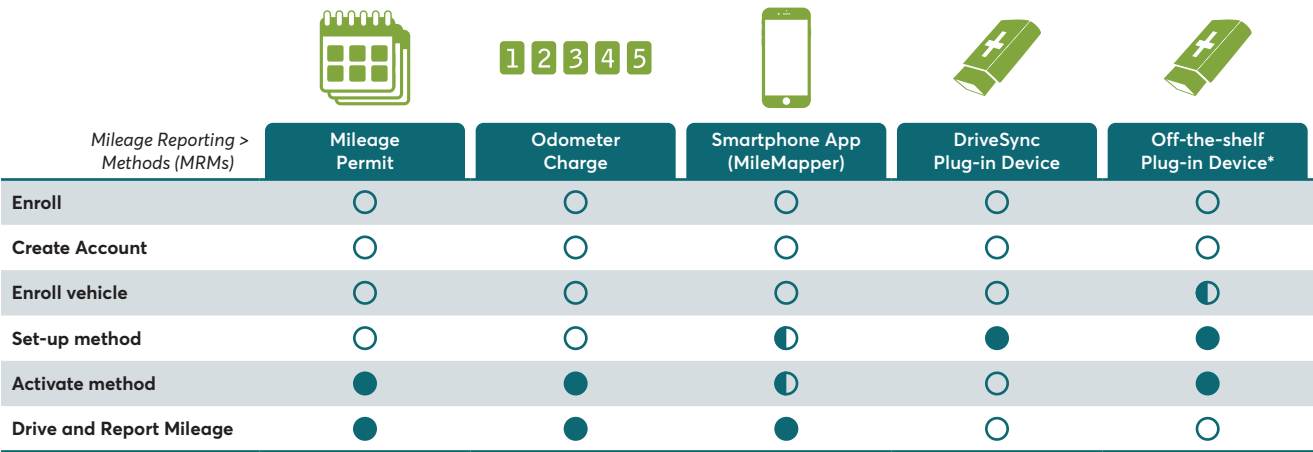 1 2 3 4 5
Mileage Reporting >
Methods (MRMs)
Mileage
Permit
Odometer
Charge
Smartphone App
(MileMapper)
DriveSync
Plug-in Device
Off-the-shelf
Plug-in Device*
Enroll
Create Account
Enroll vehicle
Set-up method
Activate method
Drive and Report Mileage